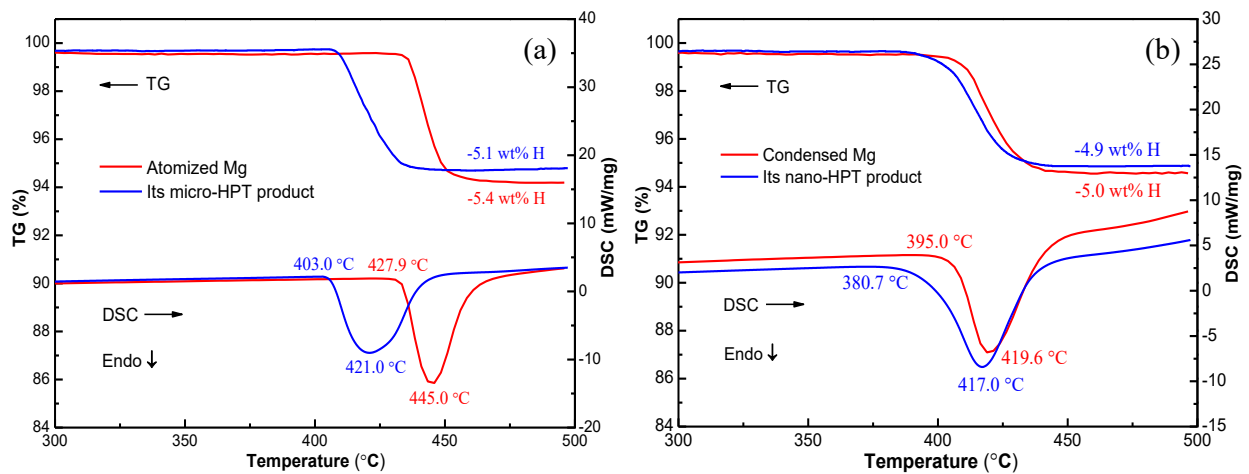 (a)
100
98
96
94
92
90
88
86
84
TG (%)
40
30
20
10
0
-10
-20
DSC (mW/mg)
← TG
-5.1 wt% H
Atomized Mg
Its micro-HPT product
-5.4 wt% H
403.0 °C
427.9 °C
DSC →
Endo ↓
421.0 °C
445.0 °C
300
350
400
450
500
Temperature (°C)
(b)
100
98
96
94
92
90
88
86
84
TG (%)
30
25
20
15
10
5
0
-5
-10
-15
DSC (mW/mg)
← TG
-4.9 wt% H
Condensed Mg
Its nano-HPT product
-5.0 wt% H
395.0 °C
380.7 °C
DSC →
Endo ↓
419.6 °C
417.0 °C
300
350
400
450
500
Temperature (°C)